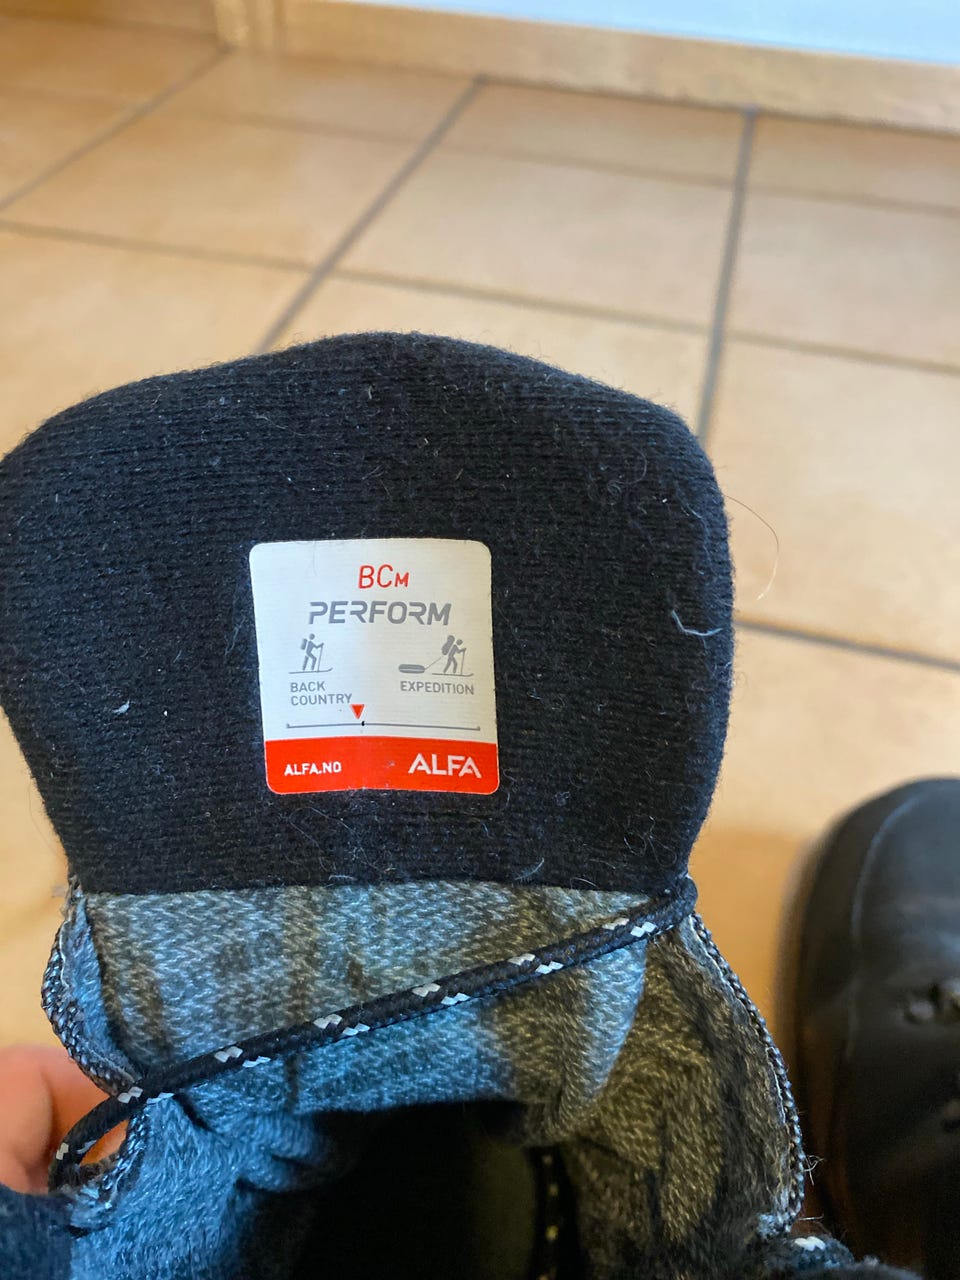 BCM
PERFORM
BACK
COUNTRY
EXPEDITION
ALFA.NO
ALFA